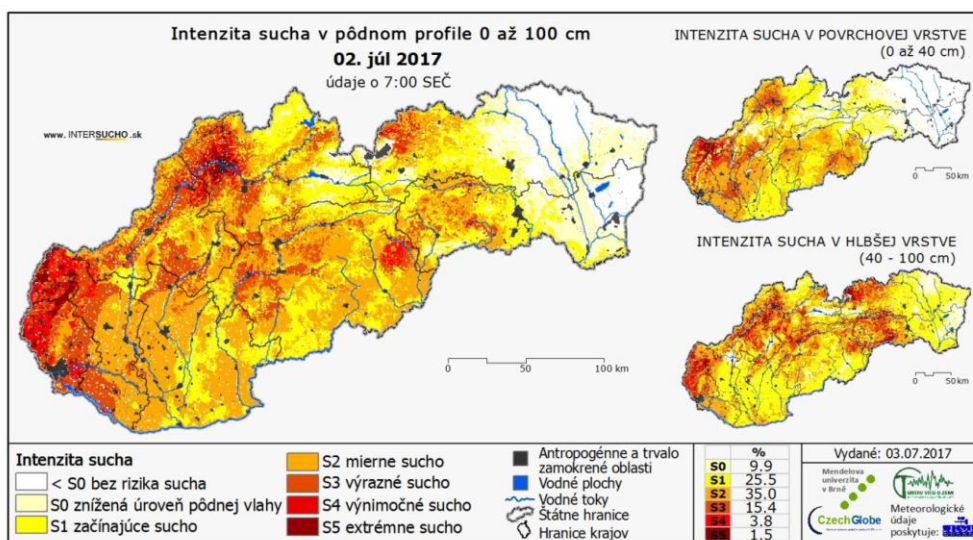 Intenzita sucha v pôdnom profile 0 až 100 cm
02. júl 2017
údaje o 7:00 SEČ
www. INTERSUCHO .sk
0 50 100 km
INTENZITA SUCHA V POVRCHOVEJ VRSTVE
(0 až 40 cm)
0 50 km
INTENZITA SUCHA V HLBŠEJ VRSTVE
(40 - 100 cm)
0 50 km
Intenzita sucha
< S0 bez rizika sucha
S0 znížená úroveň pôdnej vlahy
S1 začínajúce sucho
S2 mierne sucho
S3 výrazné sucho
S4 výnimočné sucho
S5 extrémne sucho
Antropogénne a trvalo
zamokrené oblasti
Vodné plochy
Vodné toky
Štátne hranice
Hranice krajov
%
S0 9.9
S1 25.5
S2 35.0
S3 15.4
S4 3.8
S5 1.5
Vydané: 03.07.2017
Mendelova
univerzita
v Brně
CzechGlobe
Meteorologické
údaje
poskytuje: